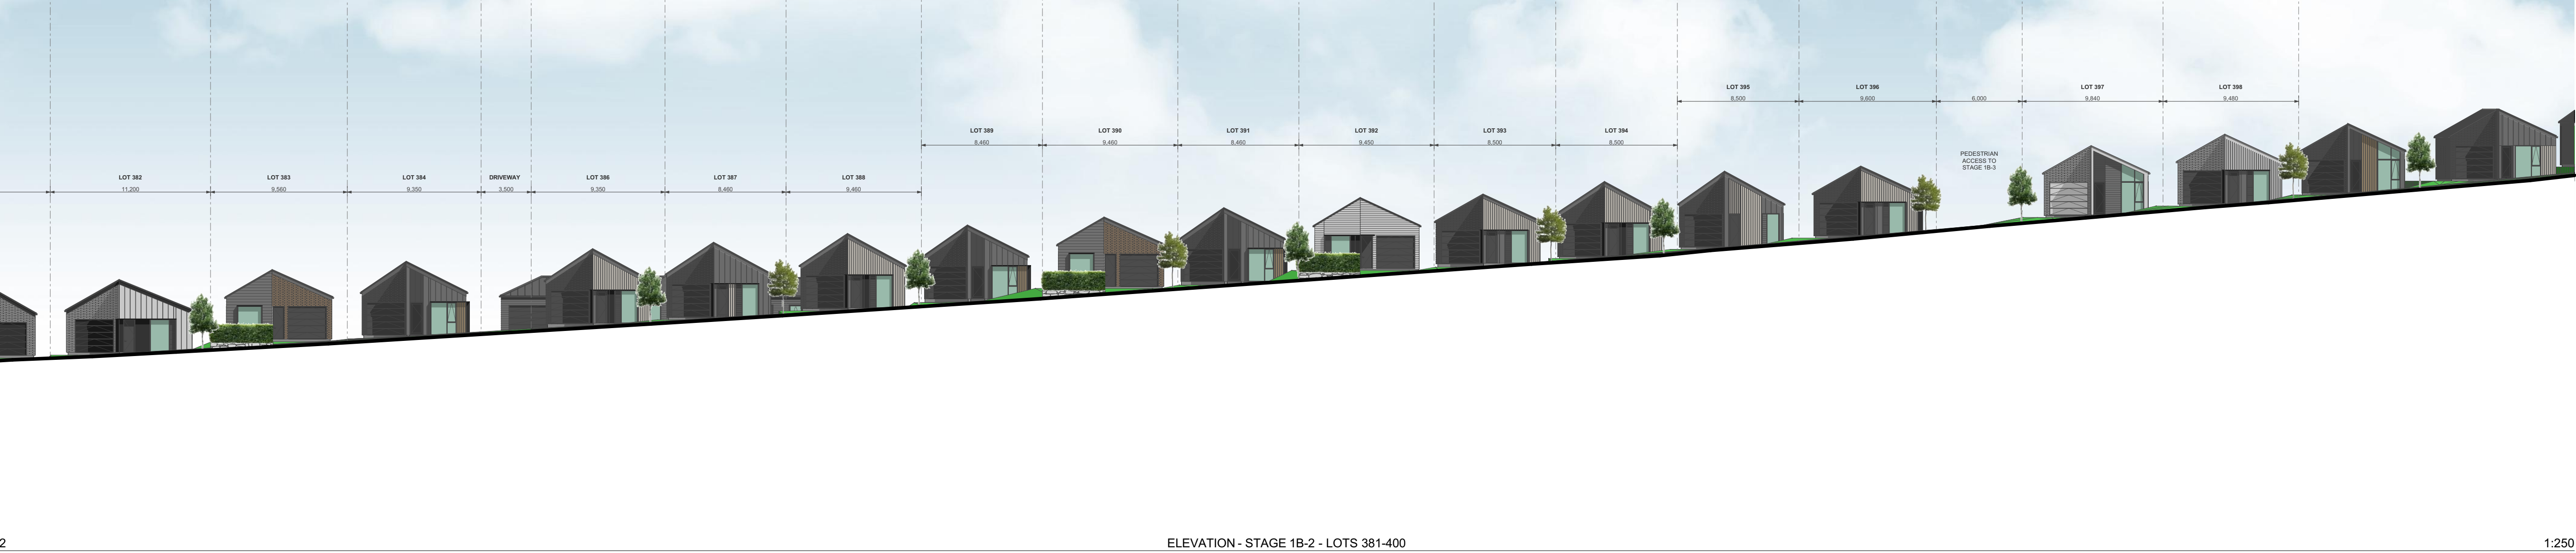 LOT 395
LOT 396
LOT 397
LOT 398
8,500
9,600
6,000
9,840
9,480
LOT 389
LOT 390
LOT 391
LOT 392
LOT 393
LOT 394
8,460
9,460
8,460
9,450
8,500
8,500
PEDESTRIAN
ACCESS TO
STAGE 1B-3
LOT 382
LOT 383
LOT 384
DRIVEWAY
LOT 386
LOT 387
LOT 388
11,200
9,560
9,350
3,500
9,350
8,460
9,460
2
ELEVATION - STAGE 1B-2 - LOTS 381-400
1:250